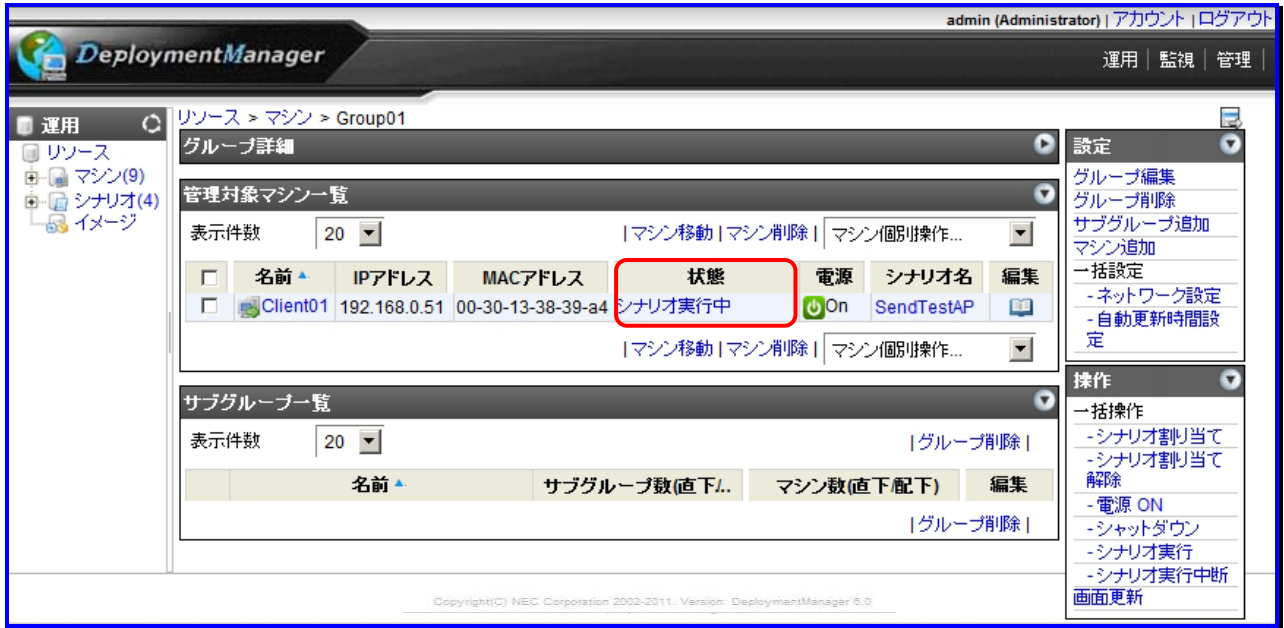 admin (Administrator) | アカウント | ログアウト
DeploymentManager
運用 | 監視 | 管理 |
運用
リソース
マシン(9)
シナリオ(4)
イメージ
リソース > マシン > Group01
グループ詳細
管理対象マシン一覧
表示件数 20 | マシン移動 | マシン削除 | マシン個別操作...
名前 IPアドレス MACアドレス 状態 電源 シナリオ名 編集
Client01 192.168.0.51 00-30-13-38-39-a4 シナリオ実行中 On SendTestAP
| マシン移動 | マシン削除 | マシン個別操作...
サブグループ一覧
表示件数 20 | グループ削除 |
名前 サブグループ数(直下/.. マシン数(直下/配下) 編集
| グループ削除 |
設定
グループ編集
グループ削除
サブグループ追加
マシン追加
一括設定
- ネットワーク設定
- 自動更新時間設
定
操作
一括操作
- シナリオ割り当て
- シナリオ割り当て
解除
- 電源 ON
- シャットダウン
- シナリオ実行
- シナリオ実行中断
画面更新
Copyright(C) NEC Corporation 2002-2011. Version: DeploymentManager 6.0